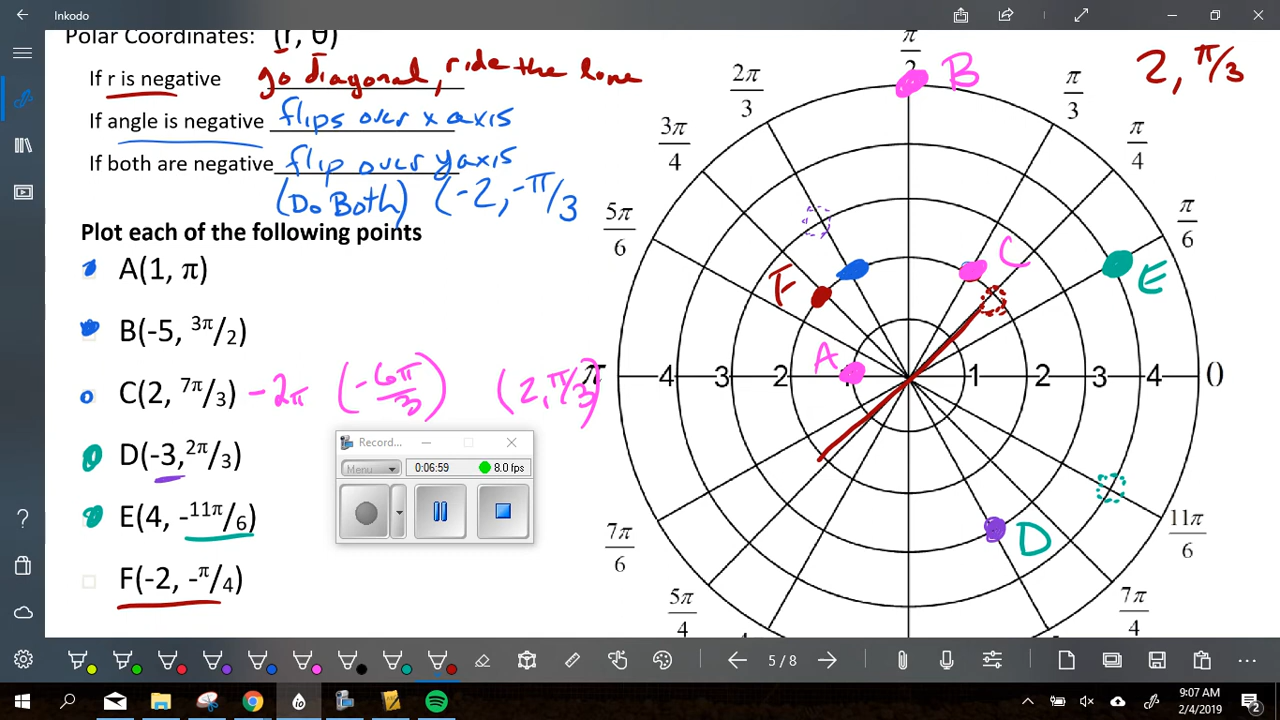 Inkodo
Polar Coordinates: (r, θ)
If r is negative go diagonal, ride the line
If angle is negative flips over x axis
If both are negative flip over y axis
(Do Both) (-2, -π/3
Plot each of the following points
A(1, π)
B(-5, 3π/2)
C(2, 7π/3) -2π (-6π/3) (2, π/3)
D(-3,2π/3)
E(4, -11π/6)
F(-2, -π/4)
Record...
Menu
0:06:59
8.0 fps
2, π/3
π/2
B
2π/3
π/3
3π/4
π/4
5π/6
π/6
C
E
F
A
π 4 3 2 1 1 2 3 4 0
D
7π/6
11π/6
5π/4
7π/4
5 / 8
9:07 AM
2/4/2019
2